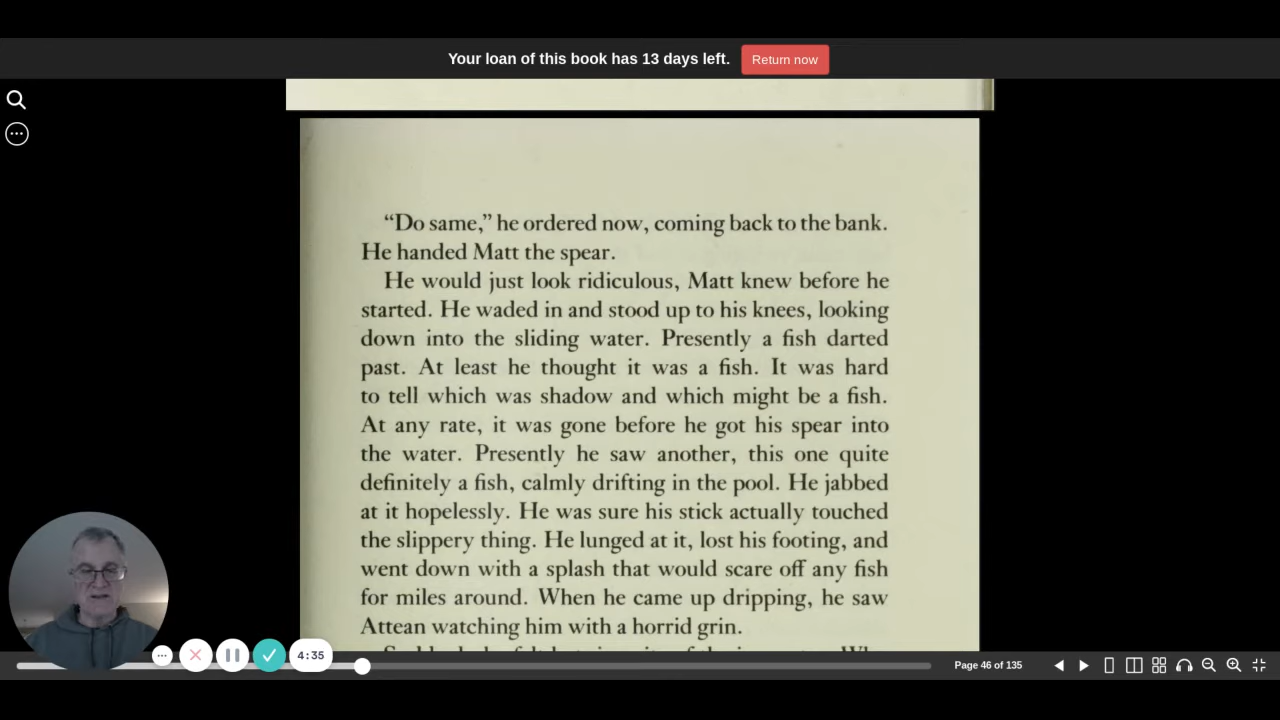 Your loan of this book has 13 days left. Return now
“Do same,” he ordered now, coming back to the bank.
He handed Matt the spear.
He would just look ridiculous, Matt knew before he
started. He waded in and stood up to his knees, looking
down into the sliding water. Presently a fish darted
past. At least he thought it was a fish. It was hard
to tell which was shadow and which might be a fish.
At any rate, it was gone before he got his spear into
the water. Presently he saw another, this one quite
definitely a fish, calmly drifting in the pool. He jabbed
at it hopelessly. He was sure his stick actually touched
the slippery thing. He lunged at it, lost his footing, and
went down with a splash that would scare off any fish
for miles around. When he came up dripping, he saw
Attean watching him with a horrid grin.
4:35
Page 46 of 135